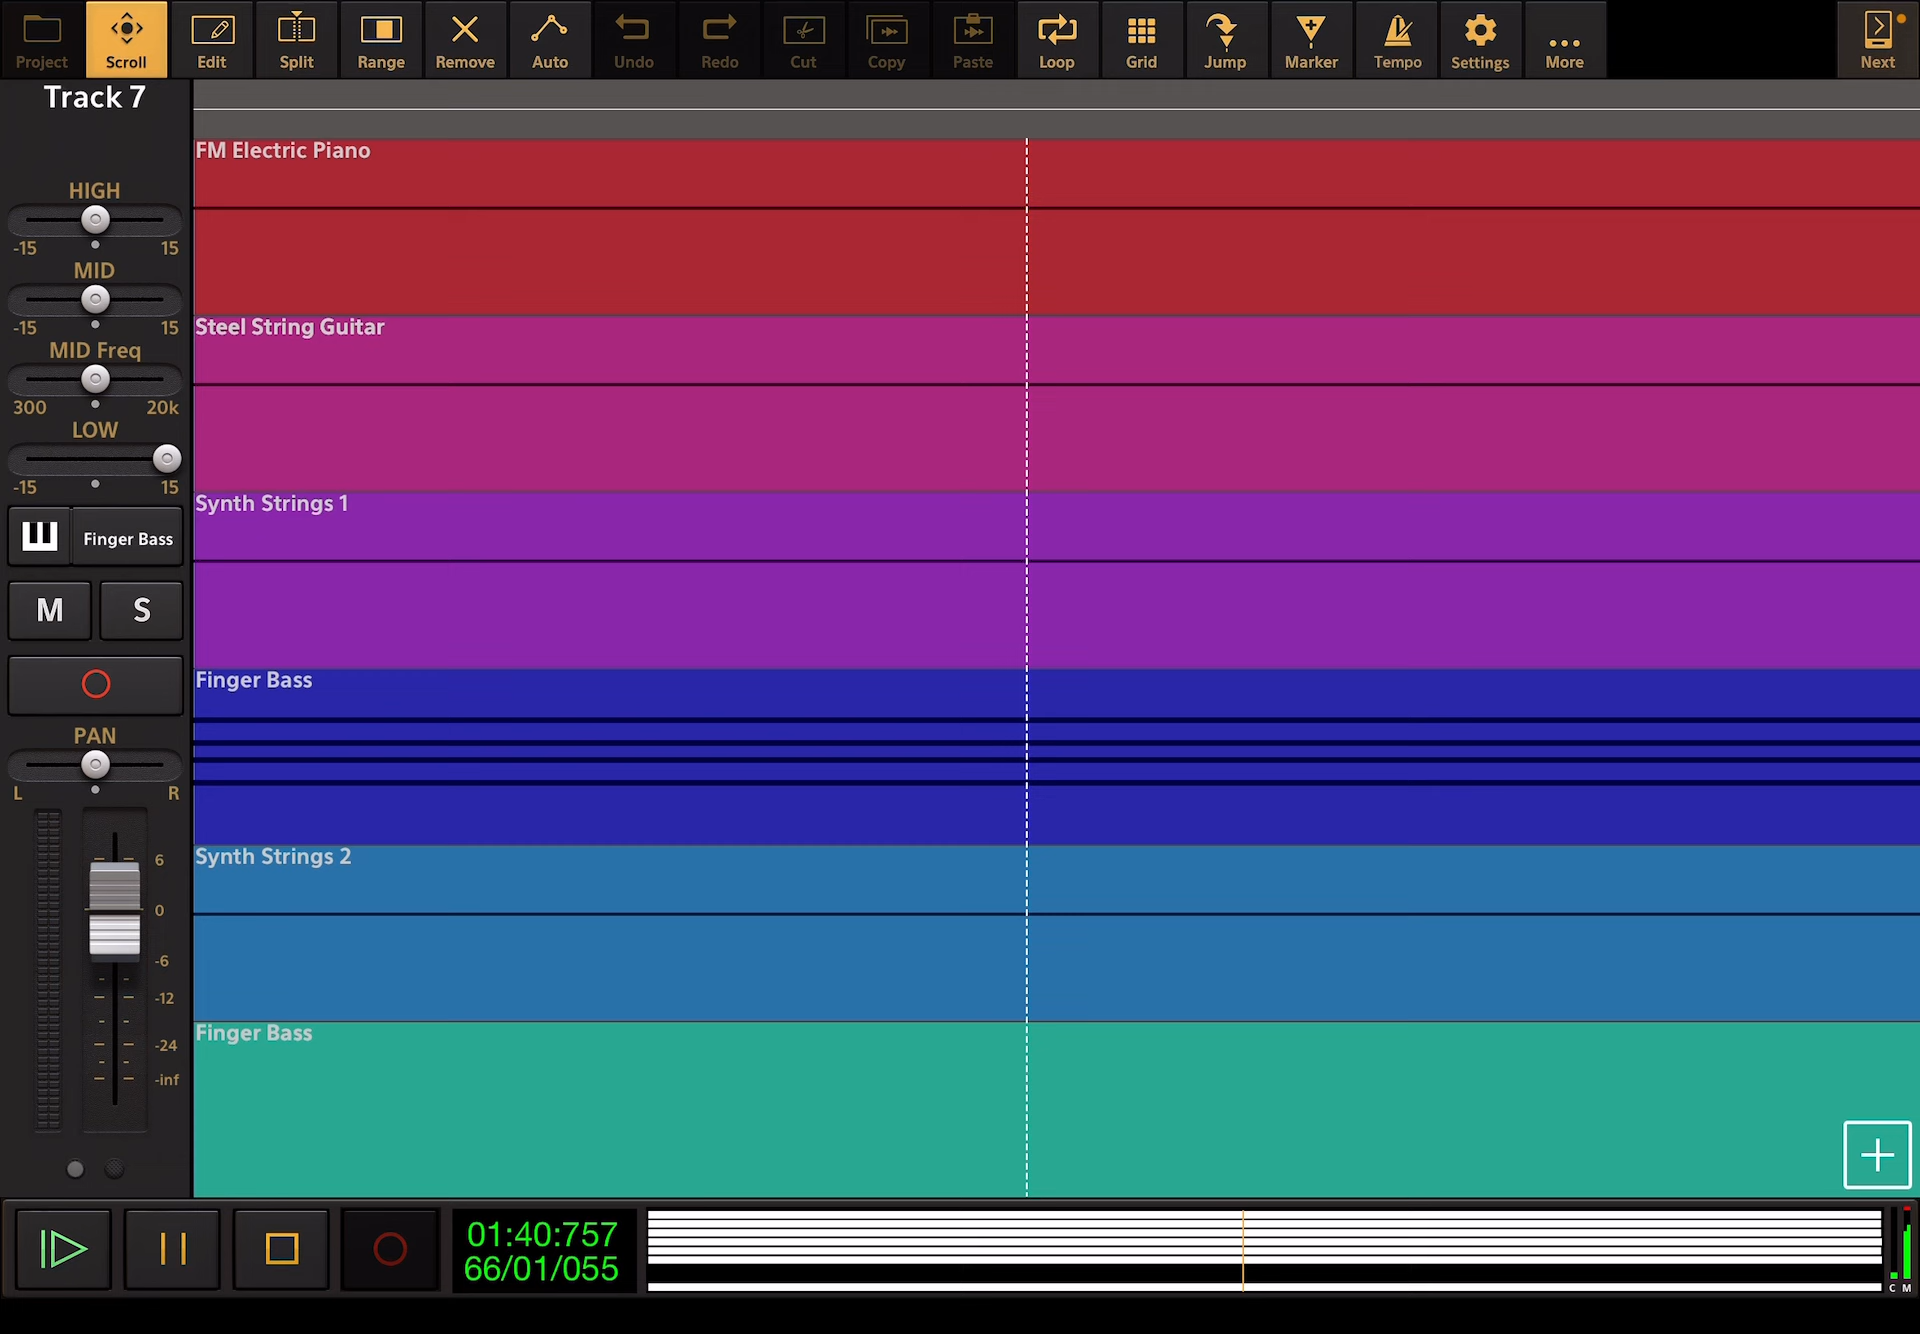 Project Scroll Edit Split Range Remove Auto Undo Redo Cut Copy Paste Loop Grid Jump Marker Tempo Settings More Next
Track 7
HIGH
-15 15
MID
-15 15
MID Freq
300 20k
LOW
-15 15
Finger Bass
M S
PAN
L R
6
0
-6
-12
-24
-inf
FM Electric Piano
Steel String Guitar
Synth Strings 1
Finger Bass
Synth Strings 2
Finger Bass
01:40:757
66/01/055
C M